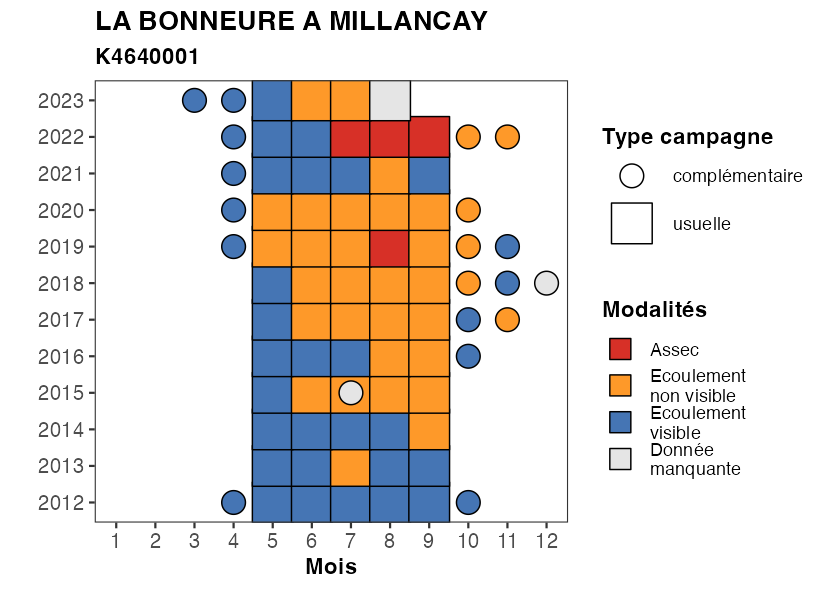 LA BONNEURE A MILLANCAY
K4640001
2023
2022
2021
2020
2019
2018
2017
2016
2015
2014
2013
2012
1 2 3 4 5 6 7 8 9 10 11 12
Mois
Type campagne
complémentaire
usuelle
Modalités
Assec
Ecoulement
non visible
Ecoulement
visible
Donnée
manquante